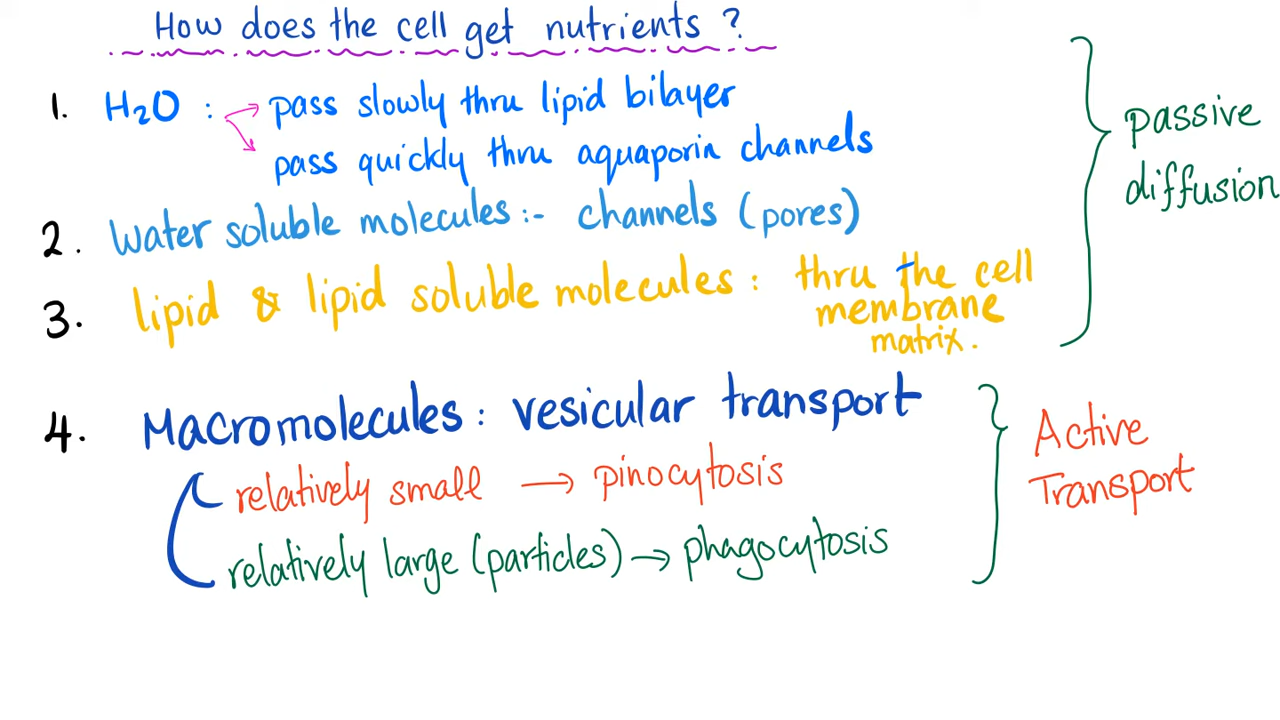 How does the cell get nutrients ?
1. H2O : → pass slowly thru lipid bilayer
→ pass quickly thru aquaporin channels
2. Water soluble molecules :- channels (pores)
3. lipid & lipid soluble molecules : thru the cell
membrane
matrix.
passive
diffusion
4. Macromolecules : vesicular transport
relatively small → pinocytosis
relatively large (particles) → phagocytosis
Active
Transport